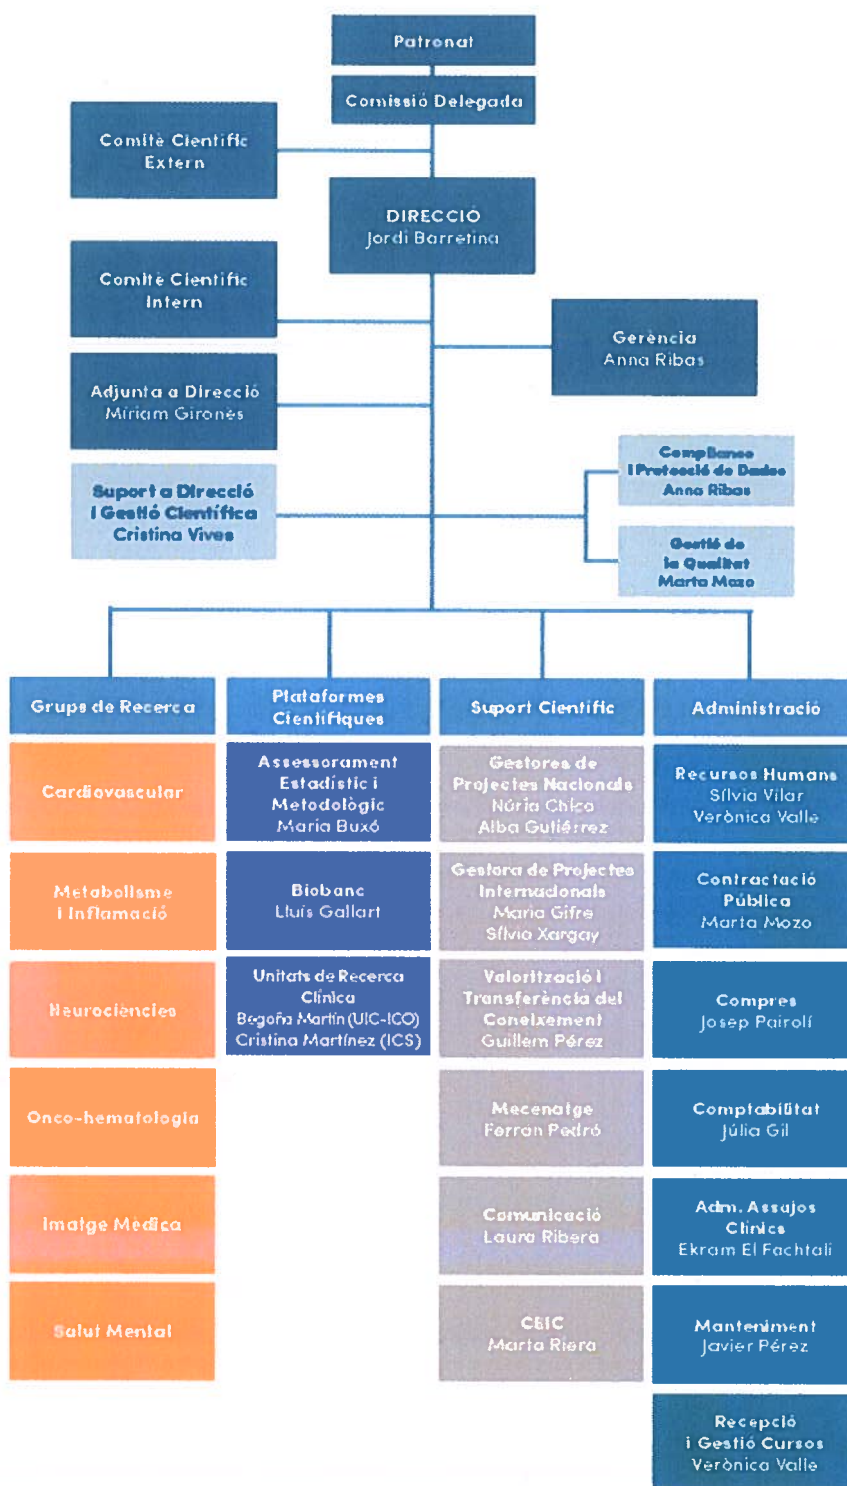 Patronat
Comissió Delegada
Comitè Científic
Extern
DIRECCIÓ
Jordi Barretina
Comitè Científic
Intern
Gerència
Anna Ribas
Adjunta a Direcció
Míriam Gironès
Suport a Direcció
i Gestió Científica
Cristina Vives
Compliance
i Protecció de Dades
Anna Ribas
Gestió de
la Qualitat
Marta Mozo
Grups de Recerca
Cardiovascular
Metabolisme
i Inflamació
Neurociències
Onco-hematologia
Imatge Mèdica
Salut Mental
Plataformes
Científiques
Assessorament
Estadístic i
Metodològic
Maria Buxó
Biobanc
Lluís Gallart
Unitats de Recerca
Clínica
Begoña Martín (UIC-ICO)
Cristina Martínez (ICS)
Suport Científic
Gestores de
Projectes Nacionals
Núria Chico
Alba Gutiérrez
Gestora de Projectes
Internacionals
Maria Gifre
Sílvia Xargay
Valorització i
Transferència del
Coneixement
Guillem Pérez
Mecenatge
Ferran Pedró
Comunicació
Laura Ribera
CEIC
Marta Riera
Administració
Recursos Humans
Sílvia Vilar
Verònica Valle
Contractació
Pública
Marta Mozo
Compres
Josep Pairolí
Comptabilitat
Júlia Gil
Adm. Assajos
Clínics
Ekram El Fachtali
Manteniment
Javier Pérez
Recepció
i Gestió Cursos
Verònica Valle